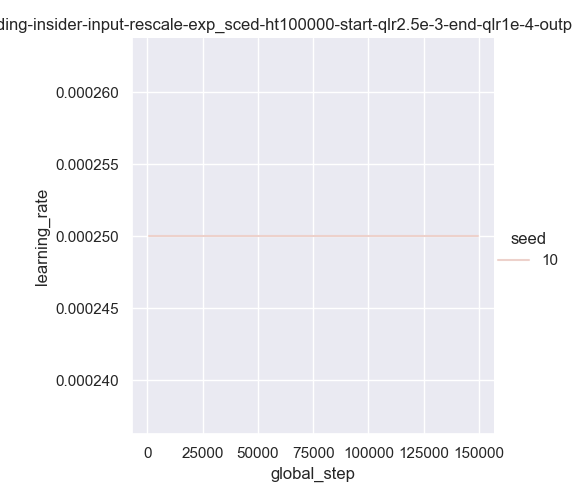 ding-insider-input-rescale-exp_sced-ht100000-start-qlr2.5e-3-end-qlr1e-4-outp
0.000260
0.000255
0.000250
0.000245
0.000240
learning_rate
0 25000 50000 75000 100000 125000 150000
global_step
seed
10